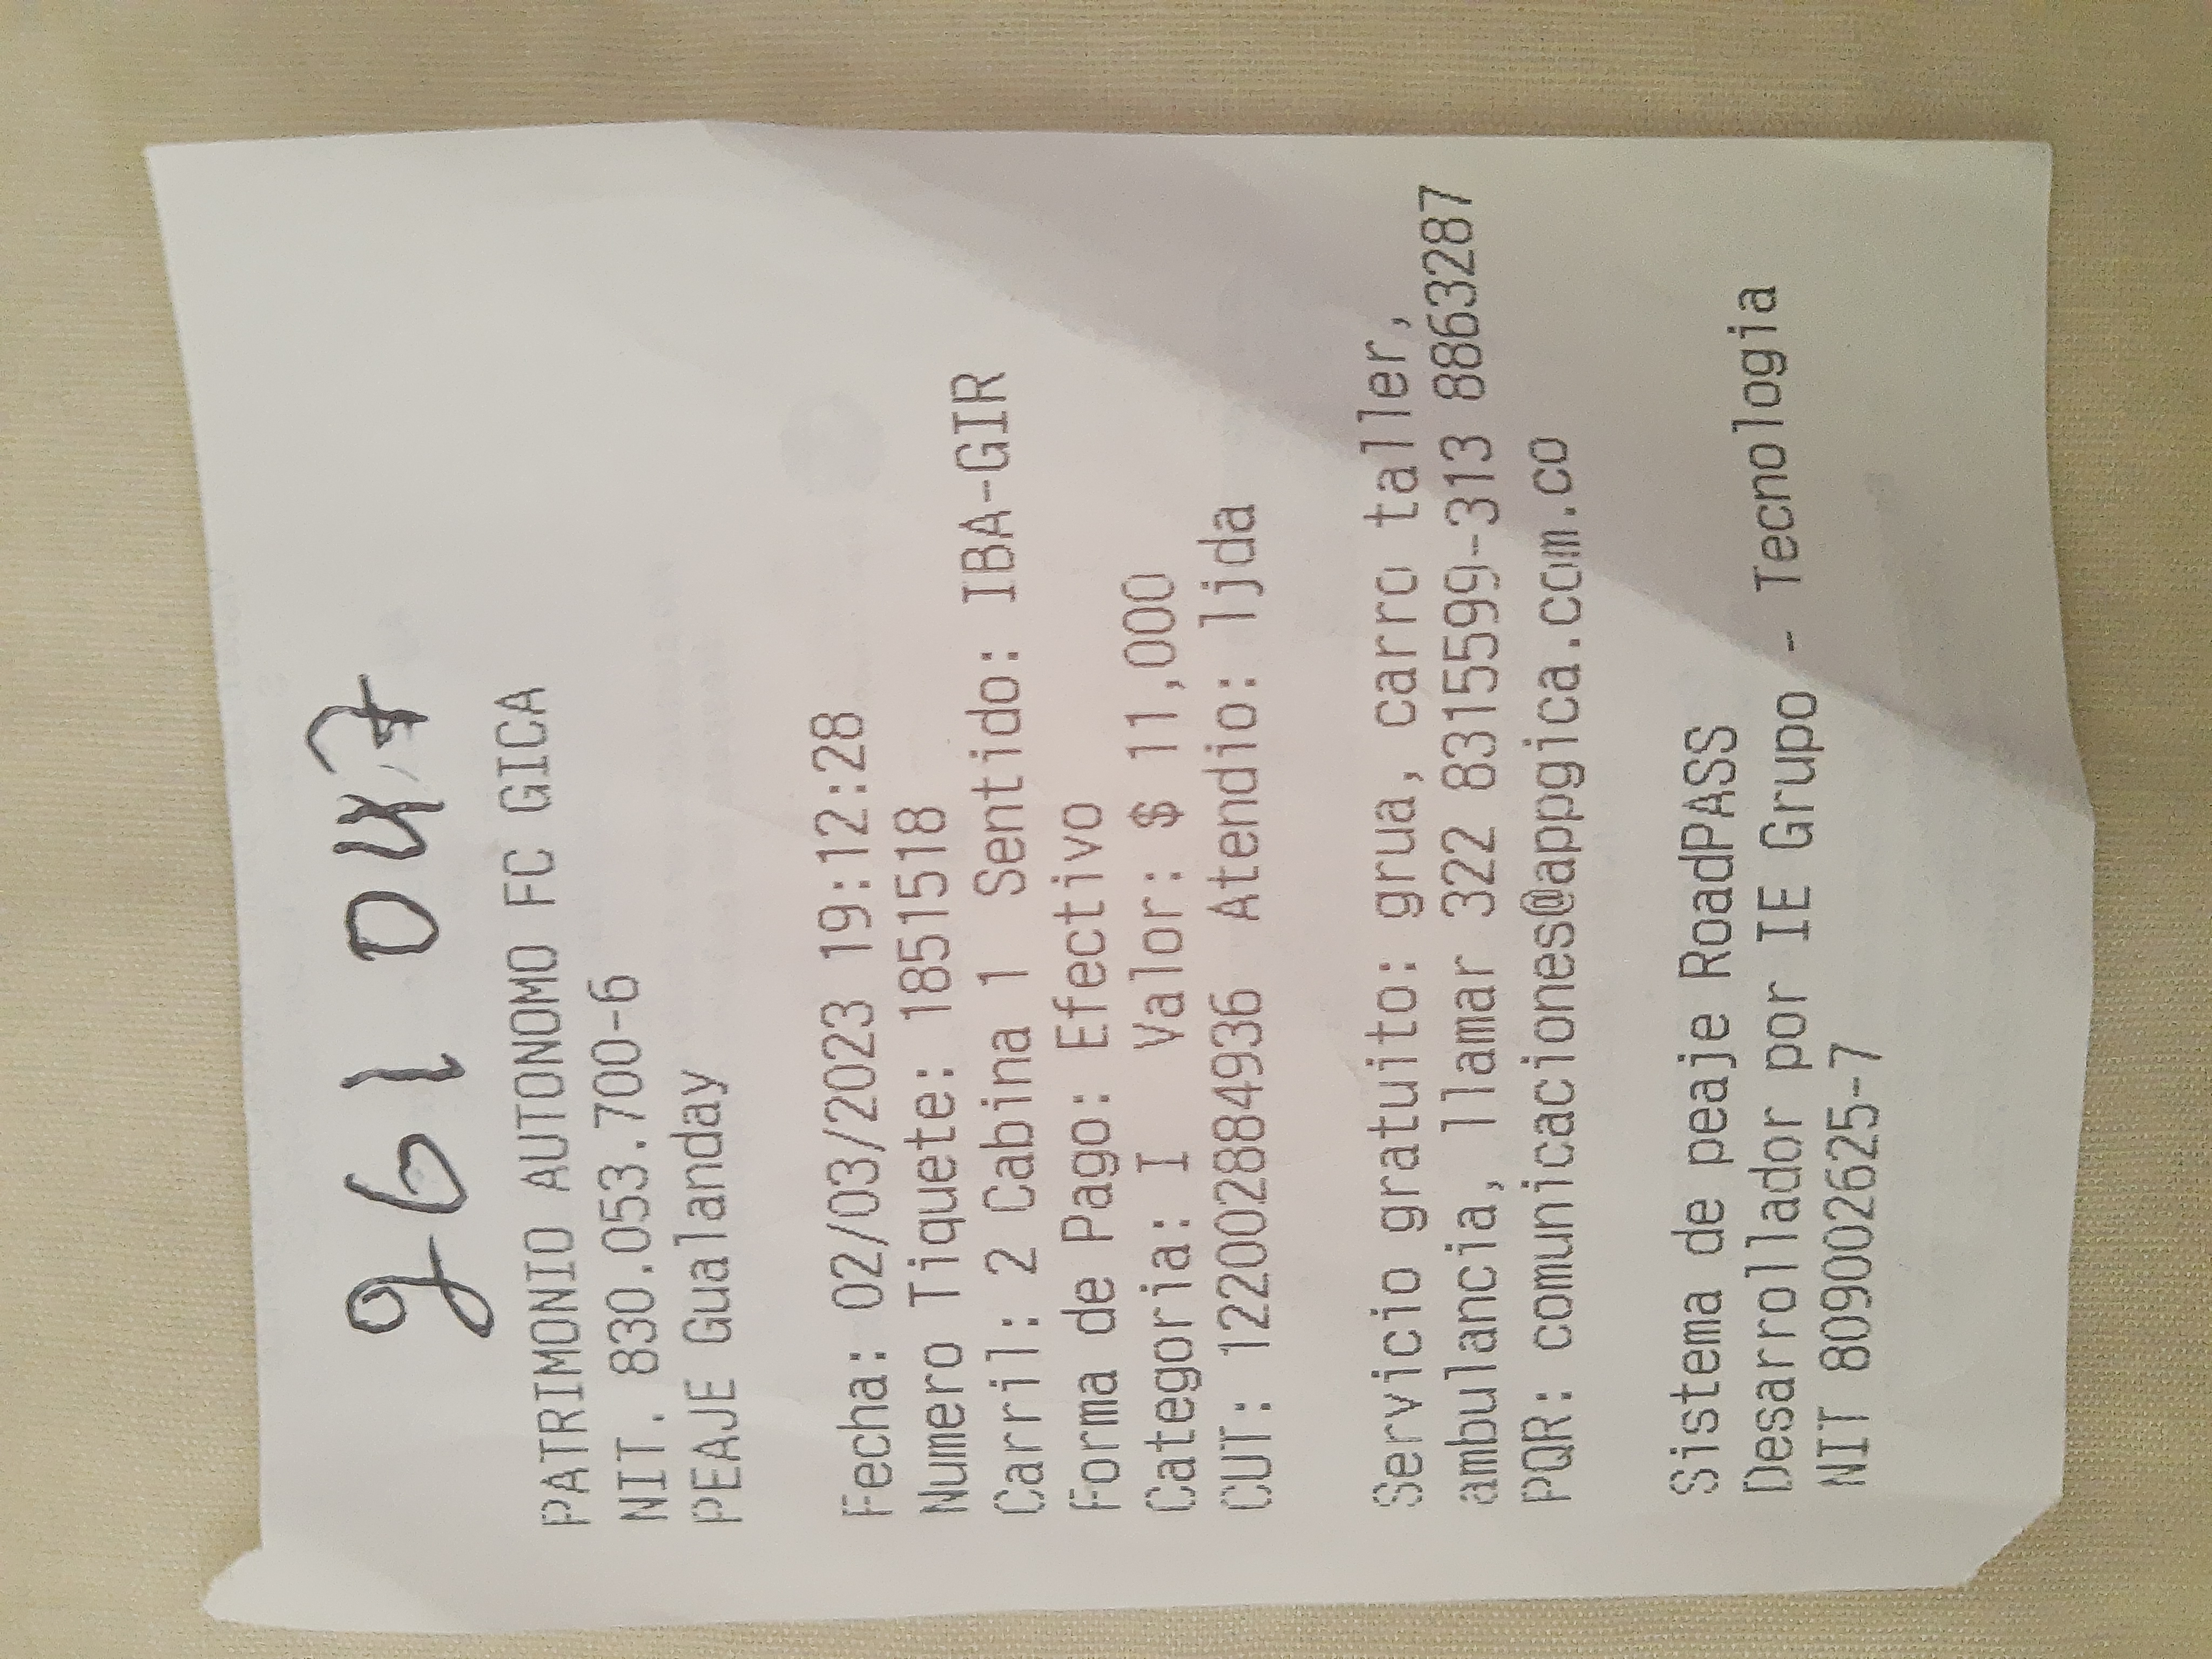 261 047
PATRIMONIO AUTONOMO FC GICA
NIT. 830.053.700-6
PEAJE Gualanday
Fecha: 02/03/2023 19:12:28
Numero Tiquete: 1851518
Carril: 2 Cabina 1 Sentido: IBA-GIR
Forma de Pago: Efectivo
Categoria: I Valor: $ 11,000
CUT: 122002884936 Atendio: ljda
Servicio gratuito: grua, carro taller,
ambulancia, llamar 322 8315599-313 8863287
PQR: comunicaciones@appgica.com.co
Sistema de peaje RoadPASS
Desarrollador por IE Grupo - Tecnologia
NIT 809002625-7